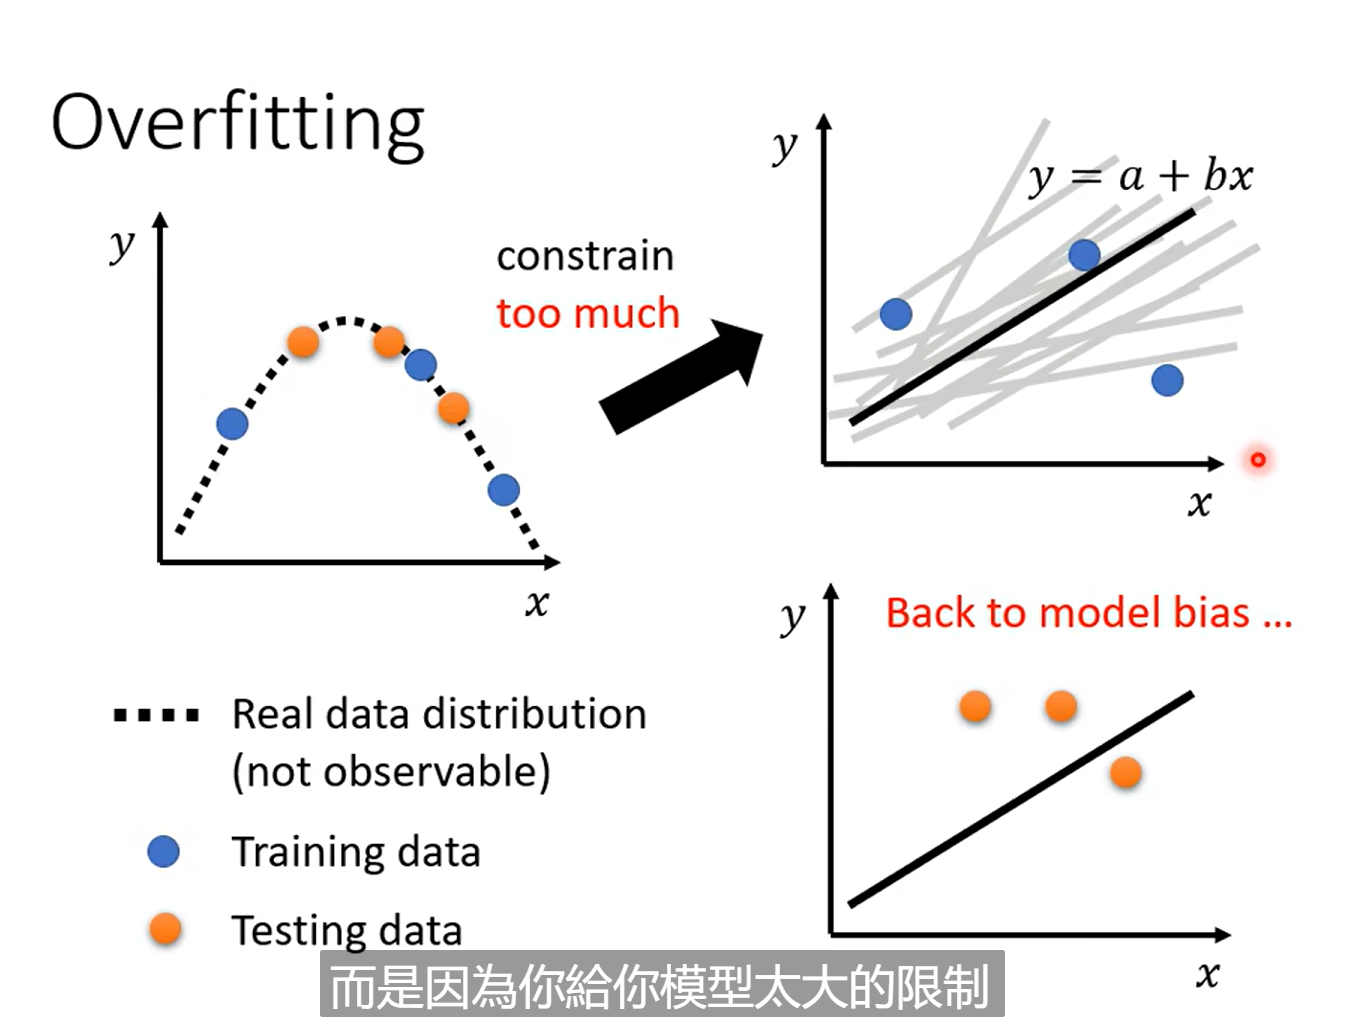 Overfitting
y
x
constrain
too much
y
y = a + bx
x
Back to model bias ...
y
x
Real data distribution
(not observable)
Training data
Testing data
而是因為你給你模型太大的限制